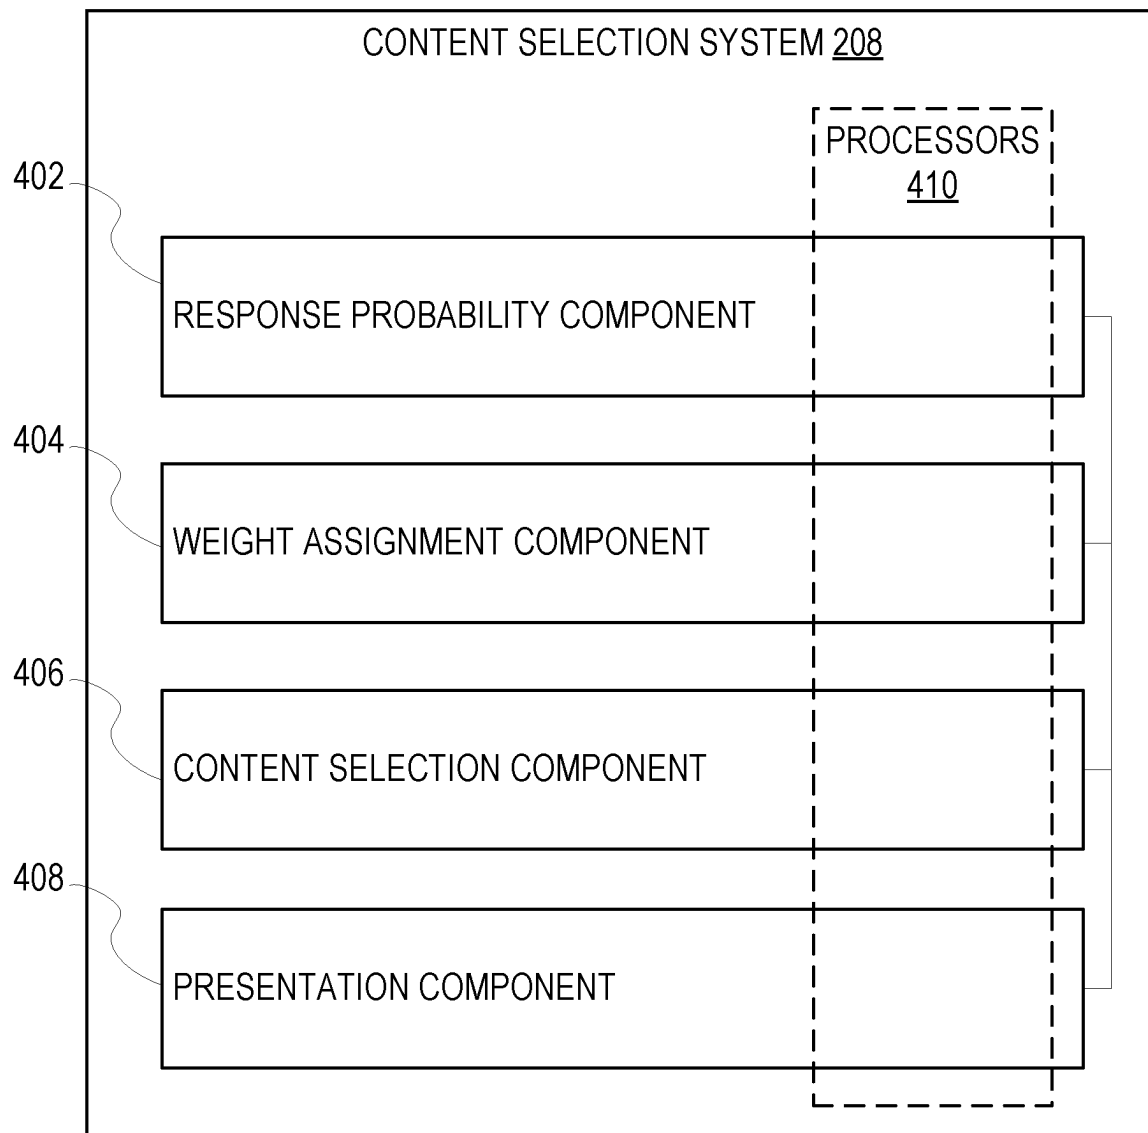 CONTENT SELECTION SYSTEM 208
PROCESSORS
410
402
RESPONSE PROBABILITY COMPONENT
404
WEIGHT ASSIGNMENT COMPONENT
406
CONTENT SELECTION COMPONENT
408
PRESENTATION COMPONENT